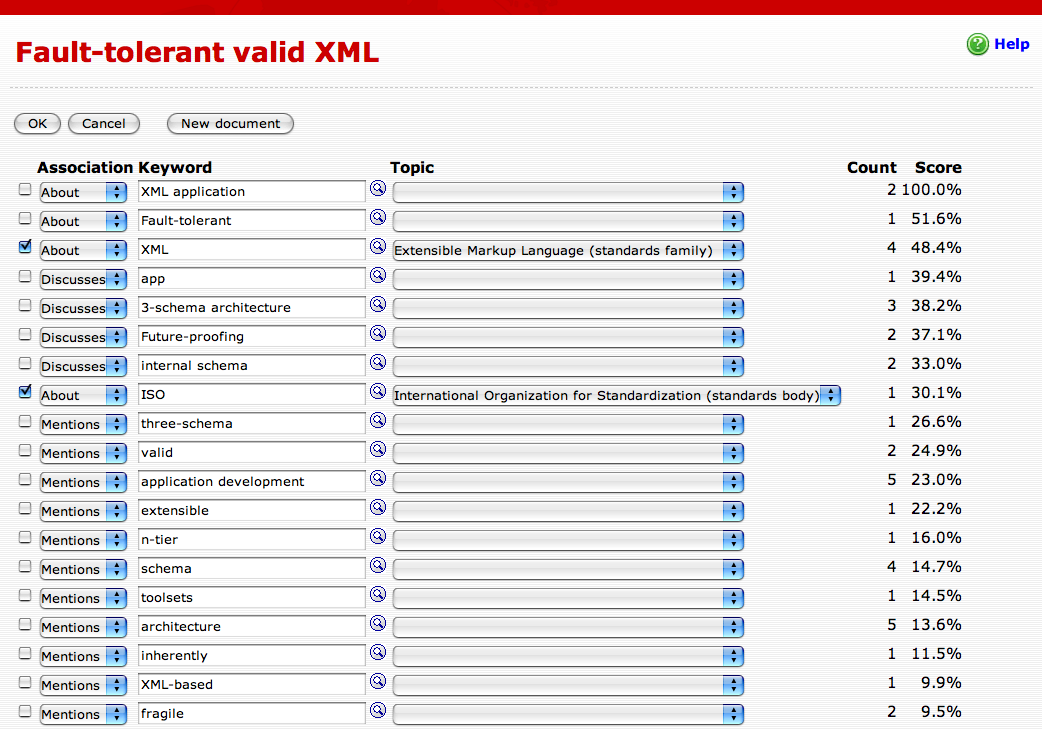 Fault-tolerant valid XML
Help
OK Cancel New document
Association Keyword Topic Count Score
About XML application 2 100.0%
About Fault-tolerant 1 51.6%
About XML Extensible Markup Language (standards family) 4 48.4%
Discusses app 1 39.4%
Discusses 3-schema architecture 3 38.2%
Discusses Future-proofing 2 37.1%
Discusses internal schema 2 33.0%
About ISO International Organization for Standardization (standards body) 1 30.1%
Mentions three-schema 1 26.6%
Mentions valid 2 24.9%
Mentions application development 5 23.0%
Mentions extensible 1 22.2%
Mentions n-tier 1 16.0%
Mentions schema 4 14.7%
Mentions toolsets 1 14.5%
Mentions architecture 5 13.6%
Mentions inherently 1 11.5%
Mentions XML-based 1 9.9%
Mentions fragile 2 9.5%